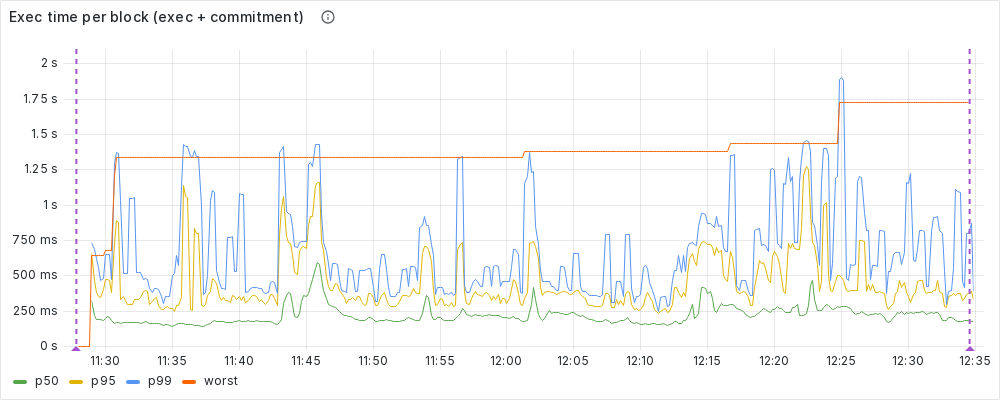 Exec time per block (exec + commitment)
2 s
1.75 s
1.5 s
1.25 s
1 s
750 ms
500 ms
250 ms
0 s
11:30 11:35 11:40 11:45 11:50 11:55 12:00 12:05 12:10 12:15 12:20 12:25 12:30 12:35
p50 p95 p99 worst